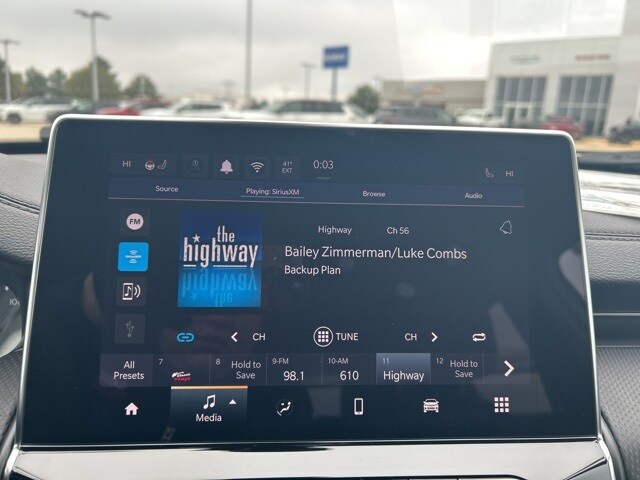 HI 41° EXT 0:03 HI
Source Playing: SiriusXM Browse Audio
FM
the highway
Highway Ch 56
Bailey Zimmerman/Luke Combs
Backup Plan
CH TUNE CH
All Presets 7 8 Hold to Save 9-FM 98.1 10-AM 610 11 Highway 12 Hold to Save
Media